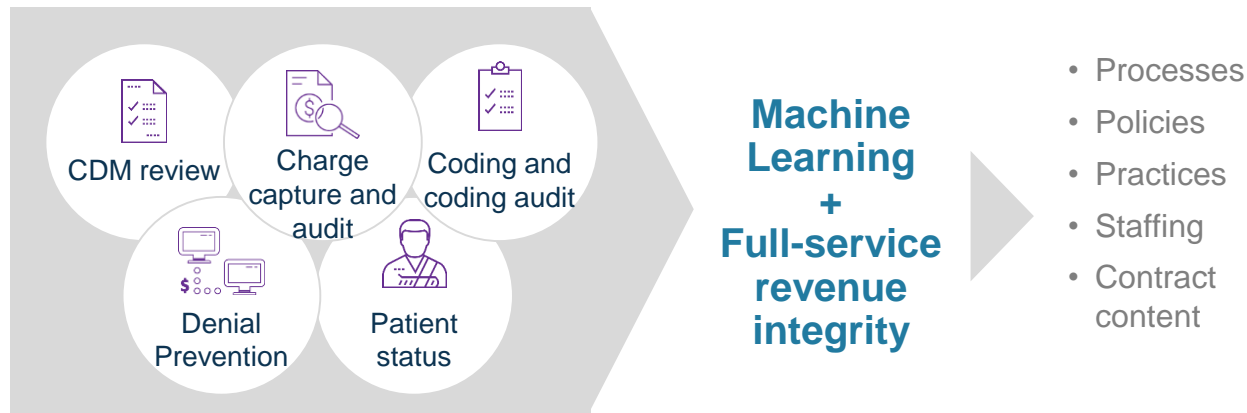 CDM review
Charge
capture and
audit
Coding and
coding audit
$
Denial
Prevention
$
Patient
status
Machine
Learning
+
Full-service
revenue
integrity
• Processes
• Policies
• Practices
• Staffing
• Contract
content